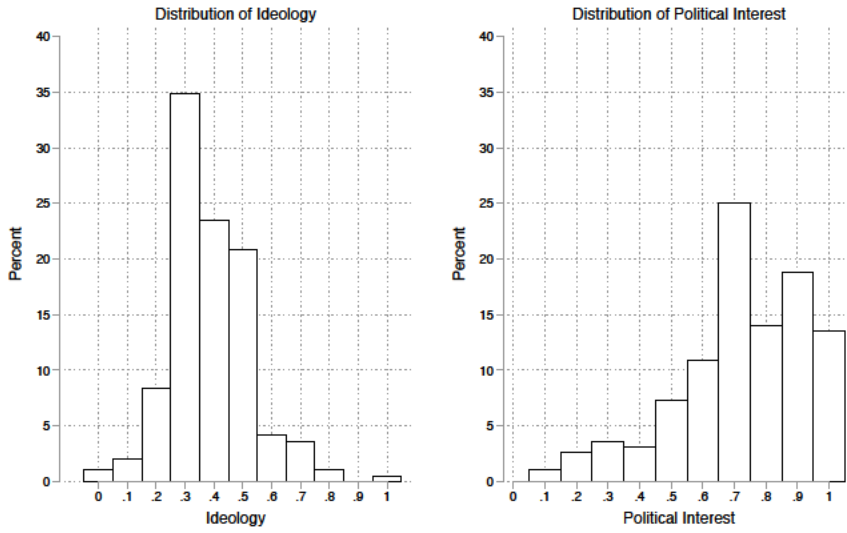 Distribution of Ideology
40
35
30
25
20
15
10
5
0
Percent
0 .1 .2 .3 .4 .5 .6 .7 .8 .9 1
Ideology
Distribution of Political Interest
40
35
30
25
20
15
10
5
0
Percent
0 .1 .2 .3 .4 .5 .6 .7 .8 .9 1
Political Interest